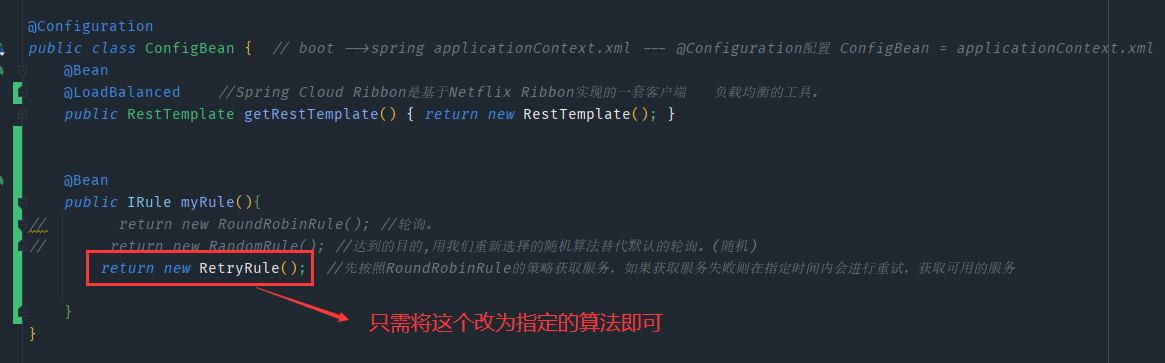 @Configuration
public class ConfigBean { // boot -->spring applicationContext.xml --- @Configuration配置 ConfigBean = applicationContext.xml
@Bean
@LoadBalanced //Spring Cloud Ribbon是基于Netflix Ribbon实现的一套客户端 负载均衡的工具.
public RestTemplate getRestTemplate() { return new RestTemplate(); }
@Bean
public IRule myRule(){
// return new RoundRobinRule(); //轮询.
// return new RandomRule(); //达到的目的,用我们重新选择的随机算法替代默认的轮询.(随机)
return new RetryRule(); //先按照RoundRobinRule的策略获取服务，如果获取服务失败则在指定时间内会进行重试，获取可用的服务
只需将这个改为指定的算法即可
}
}